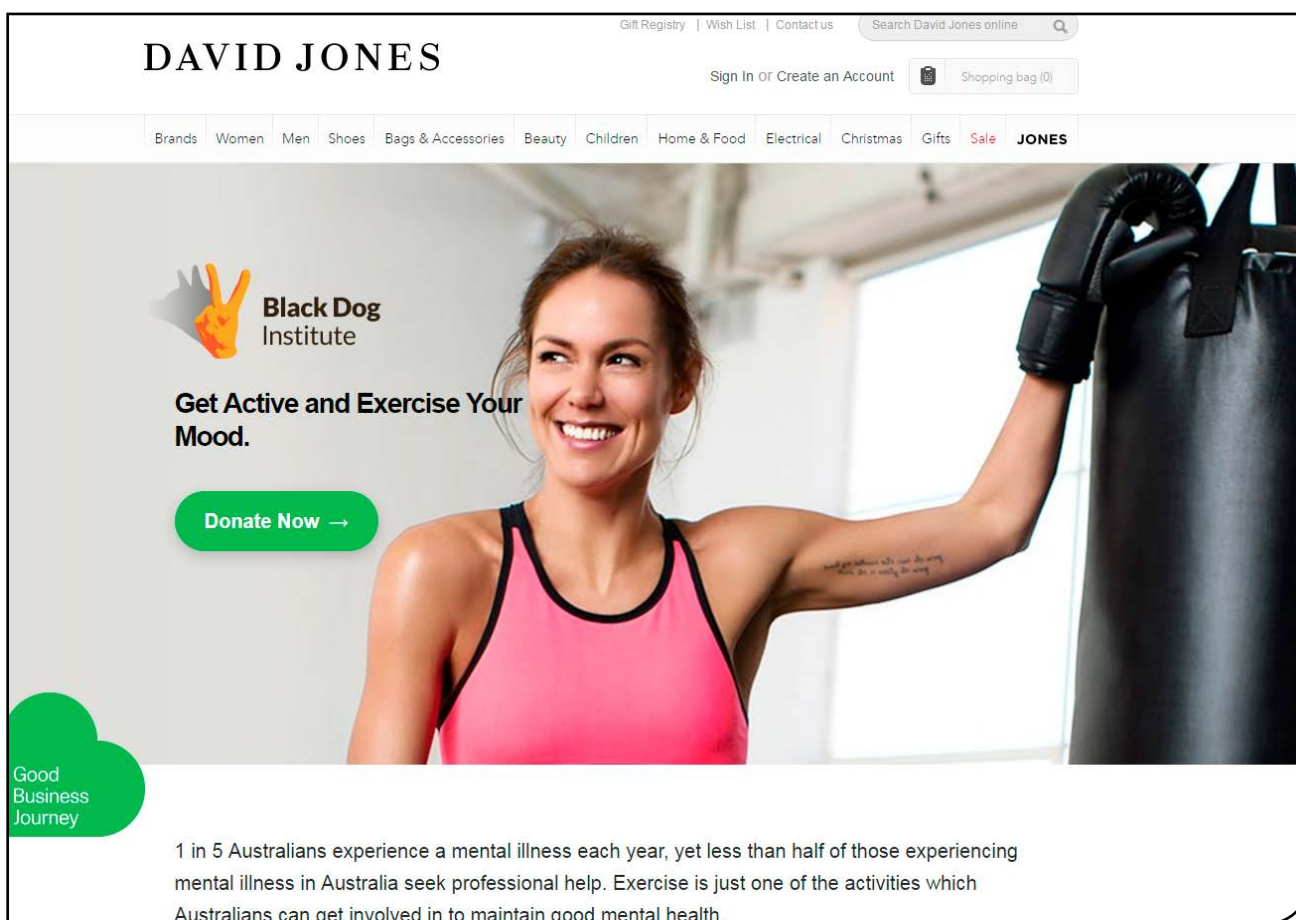 Gift Registry | Wish List | Contact us
Search David Jones online
DAVID JONES
Sign In or Create an Account
Shopping bag (0)
Brands Women Men Shoes Bags & Accessories Beauty Children Home & Food Electrical Christmas Gifts Sale JONES
Black Dog
Institute
Get Active and Exercise Your
Mood.
Donate Now →
Good
Business
Journey
1 in 5 Australians experience a mental illness each year, yet less than half of those experiencing
mental illness in Australia seek professional help. Exercise is just one of the activities which
Australians can get involved in to maintain good mental health